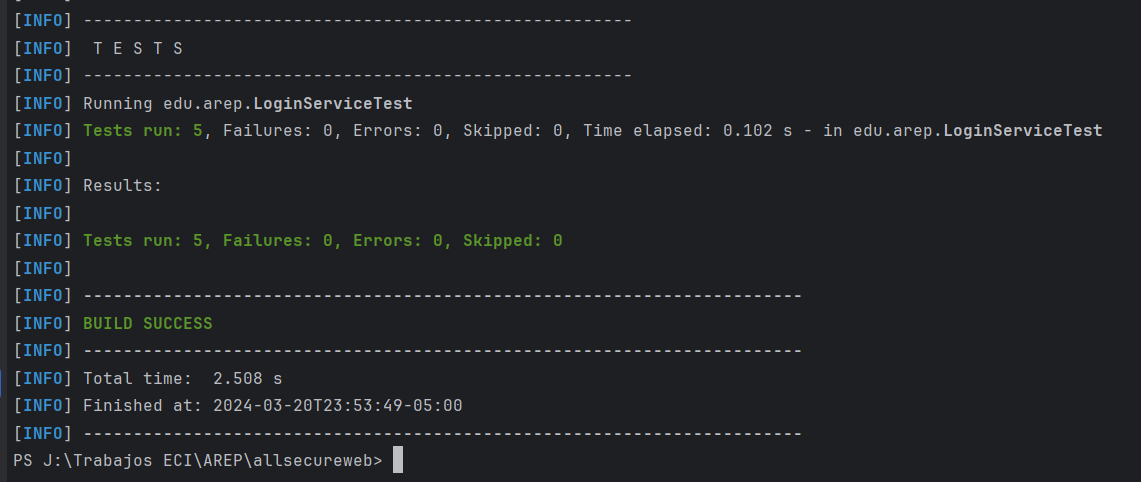 [INFO] -------------------------------------------------------
[INFO]  T E S T S
[INFO] -------------------------------------------------------
[INFO] Running edu.arep.LoginServiceTest
[INFO] Tests run: 5, Failures: 0, Errors: 0, Skipped: 0, Time elapsed: 0.102 s - in edu.arep.LoginServiceTest
[INFO]
[INFO] Results:
[INFO]
[INFO] Tests run: 5, Failures: 0, Errors: 0, Skipped: 0
[INFO]
[INFO] ------------------------------------------------------------------------
[INFO] BUILD SUCCESS
[INFO] ------------------------------------------------------------------------
[INFO] Total time:  2.508 s
[INFO] Finished at: 2024-03-20T23:53:49-05:00
[INFO] ------------------------------------------------------------------------
PS J:\Trabajos ECI\AREP\allsecureweb>